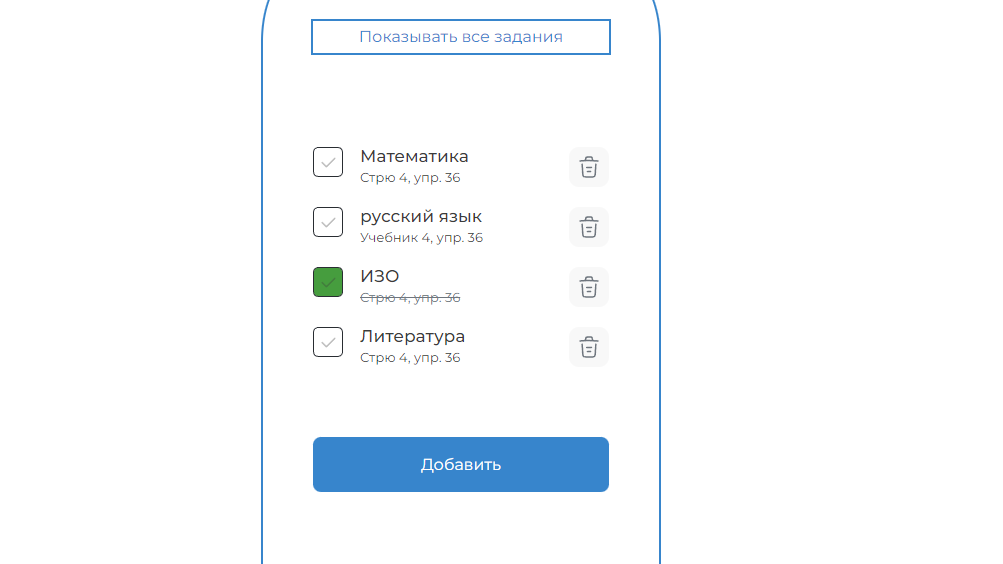 Показывать все задания
Математика
Стрю 4, упр. 36
русский язык
Учебник 4, упр. 36
ИЗО
Стрю 4, упр. 36
Литература
Стрю 4, упр. 36
Добавить